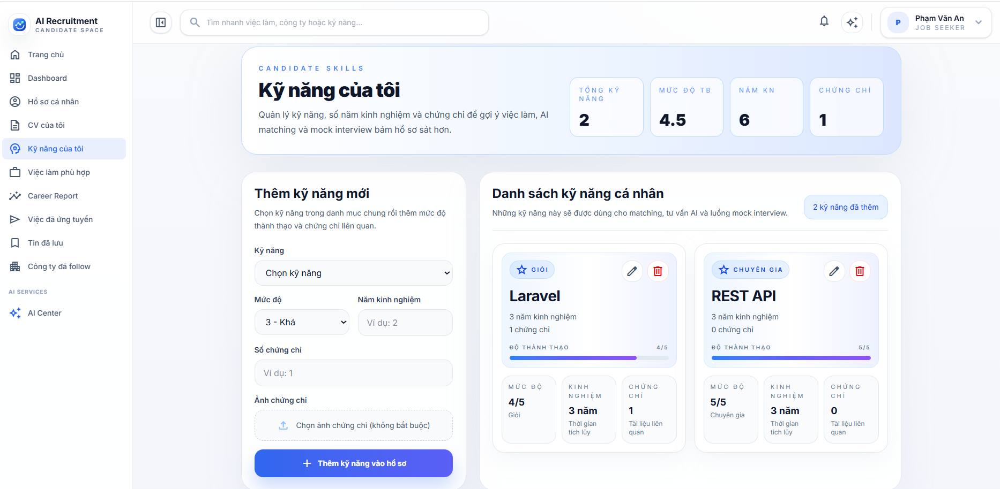 AI Recruitment
CANDIDATE SPACE
Trang chủ
Dashboard
Hồ sơ cá nhân
CV của tôi
Kỹ năng của tôi
Việc làm phù hợp
Career Report
Việc đã ứng tuyển
Tin đã lưu
Công ty đã follow
AI SERVICES
AI Center
Tìm nhanh việc làm, công ty hoặc kỹ năng...
P
Phạm Văn An
JOB SEEKER
CANDIDATE SKILLS
Kỹ năng của tôi
Quản lý kỹ năng, số năm kinh nghiệm và chứng chỉ để gợi ý việc làm, AI
matching và mock interview bám hồ sơ sát hơn.
TỔNG KỸ
NĂNG
2
MỨC ĐỘ TB
4.5
NĂM KN
6
CHỨNG CHỈ
1
Thêm kỹ năng mới
Chọn kỹ năng trong danh mục chung rồi thêm mức độ
thành thạo và chứng chỉ liên quan.
Kỹ năng
Chọn kỹ năng
Mức độ
Năm kinh nghiệm
3 - Khá
Ví dụ: 2
Số chứng chỉ
Ví dụ: 1
Ảnh chứng chỉ
Chọn ảnh chứng chỉ (không bắt buộc)
Thêm kỹ năng vào hồ sơ
Danh sách kỹ năng cá nhân
Những kỹ năng này sẽ được dùng cho matching, tư vấn AI và luồng mock interview.
2 kỹ năng đã thêm
GIỎI
Laravel
3 năm kinh nghiệm
1 chứng chỉ
ĐỘ THÀNH THẠO 4/5
MỨC ĐỘ
4/5
Giỏi
KINH
NGHIỆM
3 năm
Thời gian
tích lũy
CHỨNG
CHỈ
1
Tài liệu liên
quan
CHUYÊN GIA
REST API
3 năm kinh nghiệm
0 chứng chỉ
ĐỘ THÀNH THẠO 5/5
MỨC ĐỘ
5/5
Chuyên gia
KINH
NGHIỆM
3 năm
Thời gian
tích lũy
CHỨNG
CHỈ
0
Tài liệu liên
quan